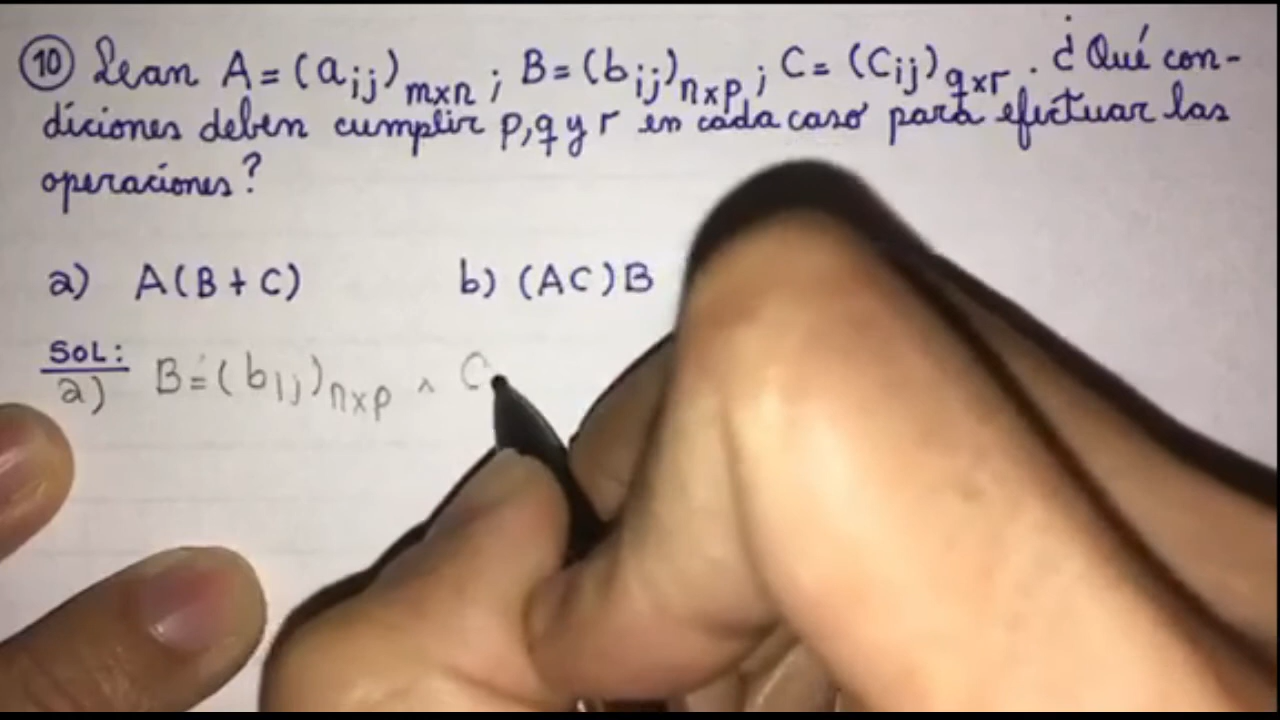 10 Sean A = (aij)mxn ; B = (bij)nxp ; C = (Cij)qxr . ¿Qué con-
diciones deben cumplir p,q y r en cada caso para efectuar las
operaciones?
a) A(B + C) b) (AC)B
SOL:
a) B = (bij)nxp ^ C